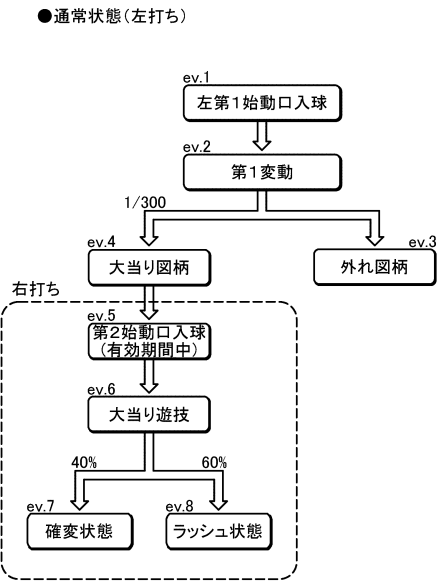 ●通常状態(左打ち)
ev.1
左第1始動口入球
ev.2
第1変動
1/300
ev.4
大当り図柄
ev.3
外れ図柄
右打ち
ev.5
第2始動口入球
(有効期間中)
ev.6
大当り遊技
40%
60%
ev.7
確変状態
ev.8
ラッシュ状態